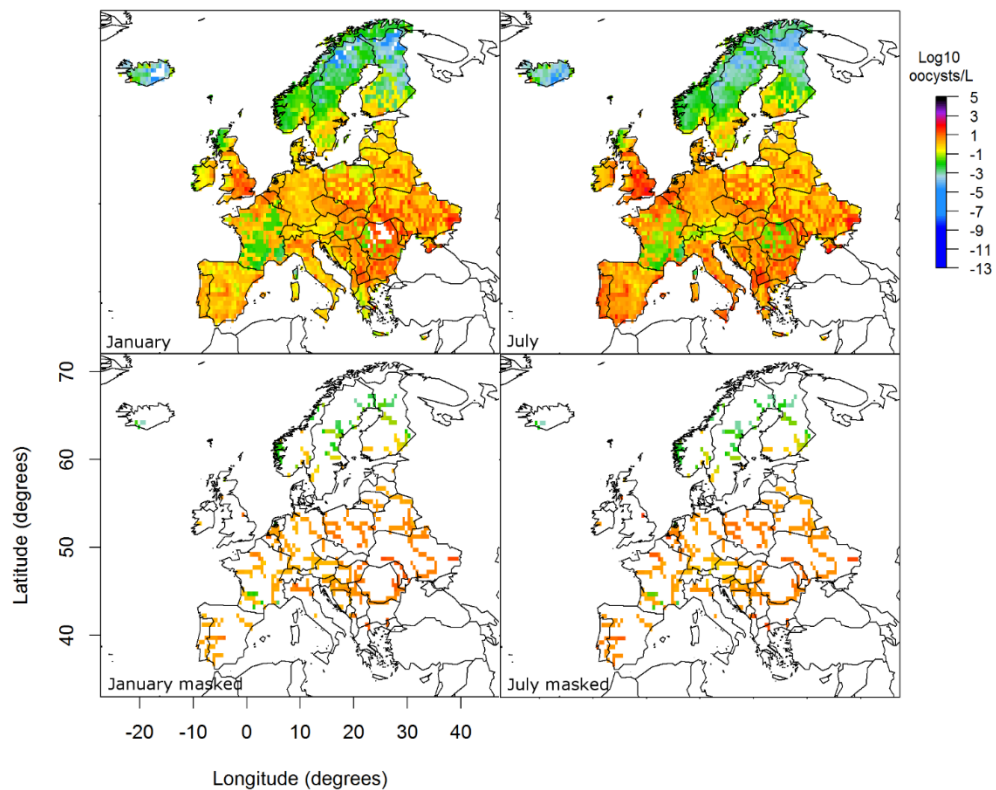 Log10
oocysts/L
5
3
1
-1
-3
-5
-7
-9
-11
-13
January
July
70
60
50
40
Latitude (degrees)
January masked
July masked
-20
-10
0
10
20
30
40
Longitude (degrees)